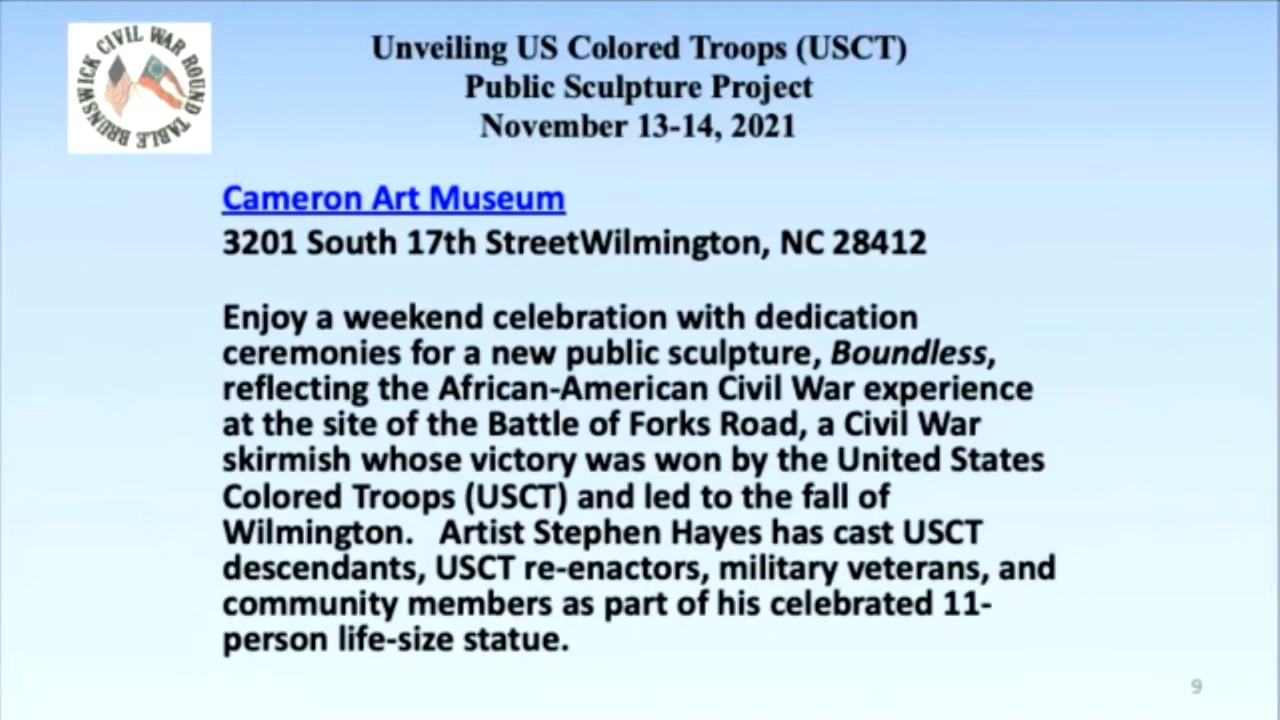 BRUNSWICK CIVIL WAR ROUND TABLE
Unveiling US Colored Troops (USCT)
Public Sculpture Project
November 13-14, 2021
Cameron Art Museum
3201 South 17th StreetWilmington, NC 28412
Enjoy a weekend celebration with dedication
ceremonies for a new public sculpture, Boundless,
reflecting the African-American Civil War experience
at the site of the Battle of Forks Road, a Civil War
skirmish whose victory was won by the United States
Colored Troops (USCT) and led to the fall of
Wilmington.   Artist Stephen Hayes has cast USCT
descendants, USCT re-enactors, military veterans, and
community members as part of his celebrated 11-
person life-size statue.
9